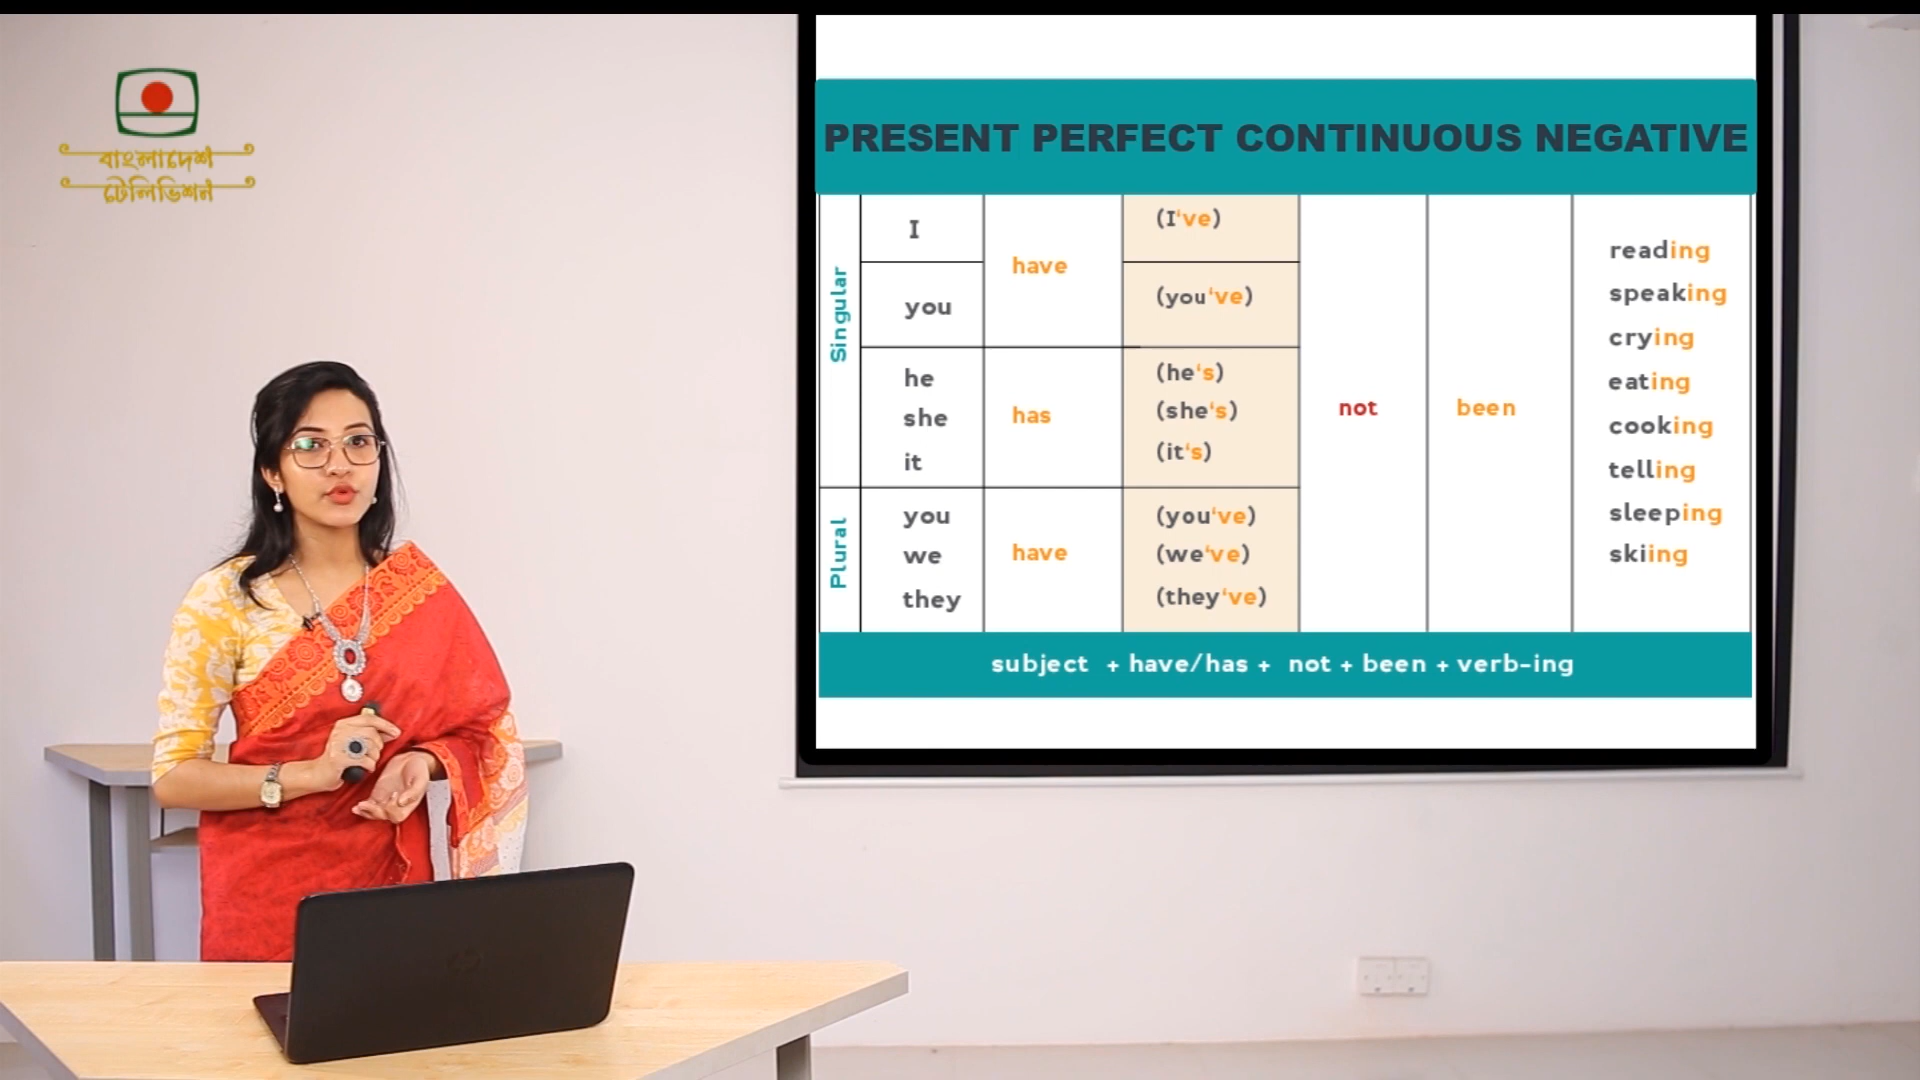 বাংলাদেশ
টেলিভিশন
PRESENT PERFECT CONTINUOUS NEGATIVE
Singular
I
you
he
she
it
have
has
(I've)
(you've)
(he's)
(she's)
(it's)
Plural
you
we
they
have
(you've)
(we've)
(they've)
not
been
reading
speaking
crying
eating
cooking
telling
sleeping
skiing
subject + have/has + not + been + verb-ing